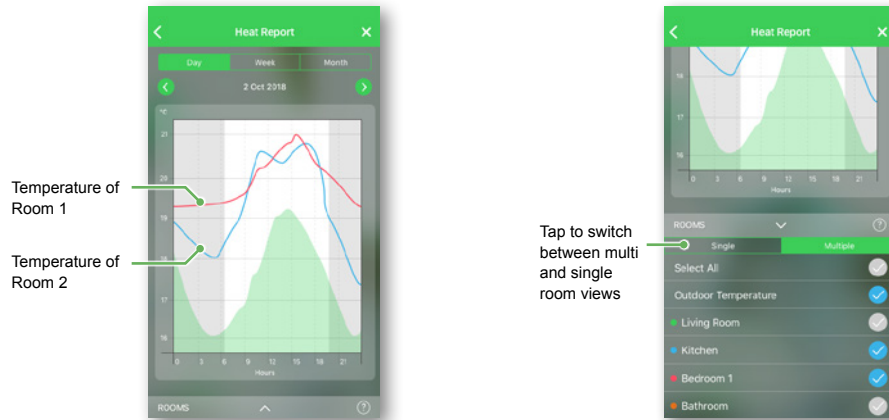 Heat Report
Day
Week
Month
2 Oct 2018
°C
21
20
19
18
17
16
0 3 6 9 12 15 18 21
Hours
ROOMS
?
Temperature of
Room 1
Temperature of
Room 2
Heat Report
18
17
16
0 3 6 9 12 15 18 21
Hours
ROOMS
?
Single
Multiple
Select All
Outdoor Temperature
Living Room
Kitchen
Bedroom 1
Bathroom
Tap to switch
between multi
and single
room views